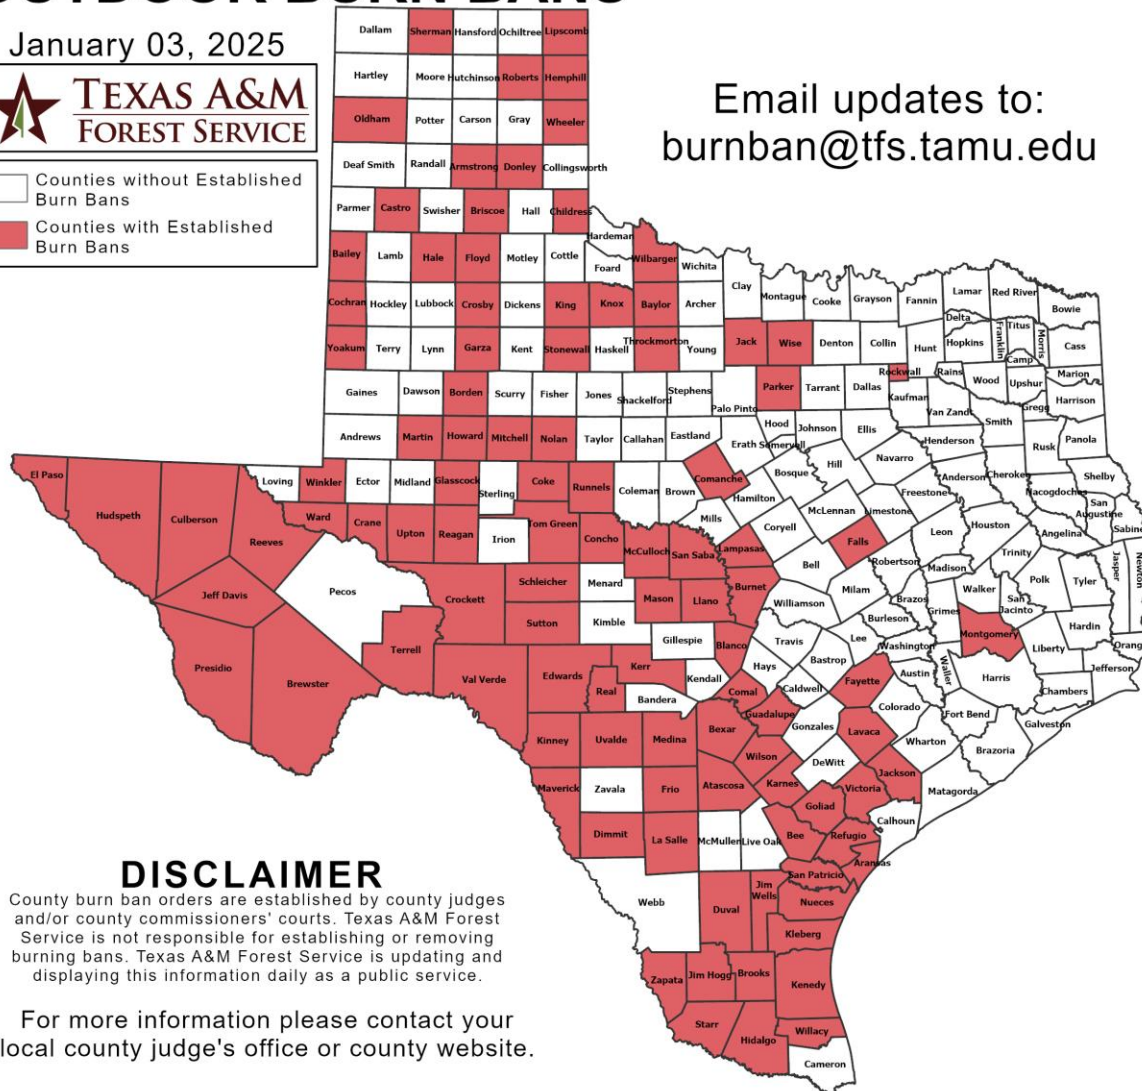 OUTDOOR BURN BANS
January 03, 2025
TEXAS A&M
FOREST SERVICE
Counties without Established
Burn Bans
Counties with Established
Burn Bans
Email updates to:
burnban@tfs.tamu.edu
Dallam Sherman Hansford Ochiltree Lipscomb
Hartley Moore Hutchinson Roberts Hemphill
Oldham Potter Carson Gray Wheeler
Deaf Smith Randall Armstrong Donley Collingsworth
Parmer Castro Swisher Briscoe Hall Childress
Hardeman
Bailey Lamb Hale Floyd Motley Cottle Foard Wilbarger Wichita
Clay Montague Cooke Grayson Fannin Lamar Red River Bowie
Cochran Hockley Lubbock Crosby Dickens King Knox Baylor Archer
Delta Franklin Titus Morris Cass
Yoakum Terry Lynn Garza Kent Stonewall Haskell Throckmorton Young Jack Wise Denton Collin Hunt Hopkins Camp
Rockwall Rains Wood Upshur Marion
Gaines Dawson Borden Scurry Fisher Jones Shackelford Stephens Palo Pinto Parker Tarrant Dallas Kaufman Van Zandt Gregg Harrison
Andrews Martin Howard Mitchell Nolan Taylor Callahan Eastland Erath Hood Somervell Johnson Ellis Henderson Smith Rusk Panola
El Paso Hudspeth Culberson Loving Winkler Ector Midland Glasscock Sterling Coke Runnels Coleman Brown Comanche Hamilton Bosque Hill Navarro Anderson Cherokee Nacogdoches Shelby
Reeves Ward Crane Upton Reagan Irion Tom Green Concho McCulloch San Saba Mills Lampasas Coryell McLennan Limestone Freestone Leon Houston Angelina San Augustine Sabine
Jeff Davis Pecos Crockett Schleicher Menard Mason Llano Burnet Bell Falls Robertson Madison Walker Trinity Polk Tyler Jasper Newton
Presidio Brewster Terrell Sutton Kimble Gillespie Blanco Williamson Milam Brazos Grimes San Jacinto Hardin
Val Verde Edwards Real Kerr Bandera Kendall Hays Travis Bastrop Lee Burleson Washington Montgomery Liberty Orange
Comal Caldwell Fayette Austin Waller Harris Chambers Jefferson
Kinney Uvalde Medina Bexar Guadalupe Gonzales Lavaca Colorado Fort Bend Galveston
Wilson DeWitt Wharton Brazoria
Maverick Zavala Frio Atascosa Karnes Victoria Jackson Matagorda
Goliad Calhoun
Dimmit La Salle McMullen Live Oak Bee Refugio Aransas
San Patricio
Webb Duval Jim Wells Nueces
Kleberg
Zapata Jim Hogg Brooks Kenedy
Starr Hidalgo Willacy
Cameron
DISCLAIMER
County burn ban orders are established by county judges
and/or county commissioners' courts. Texas A&M Forest
Service is not responsible for establishing or removing
burning bans. Texas A&M Forest Service is updating and
displaying this information daily as a public service.
For more information please contact your
local county judge's office or county website.